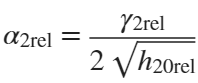 α₂rel = γ₂rel / (2 √h₂₀rel)